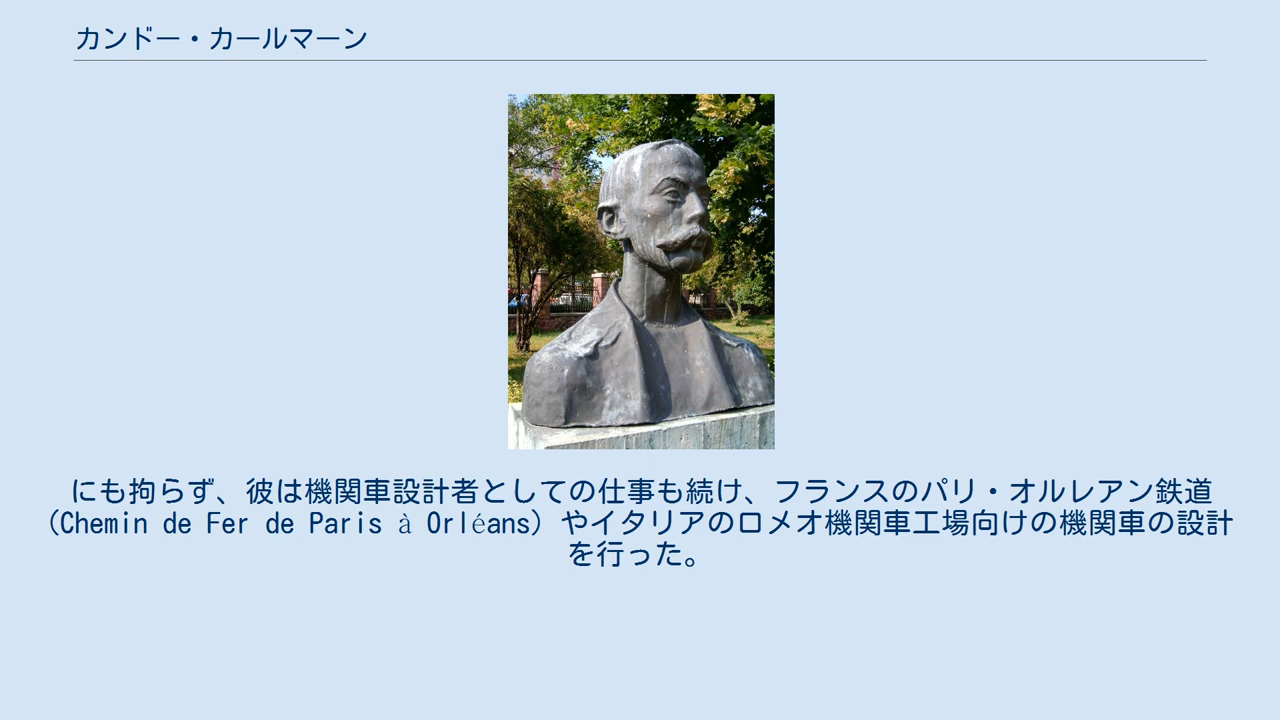 カンドー・カールマーン
にも拘らず、彼は機関車設計者としての仕事も続け、フランスのパリ・オルレアン鉄道
（Chemin de Fer de Paris à Orléans）やイタリアのロメオ機関車工場向けの機関車の設計
を行った。